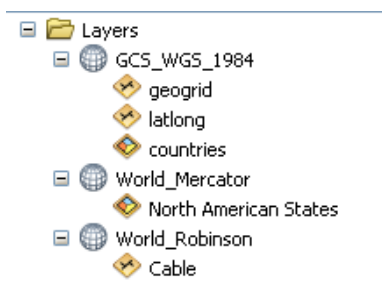 Layers
GCS_WGS_1984
geogrid
latlong
countries
World_Mercator
North American States
World_Robinson
Cable